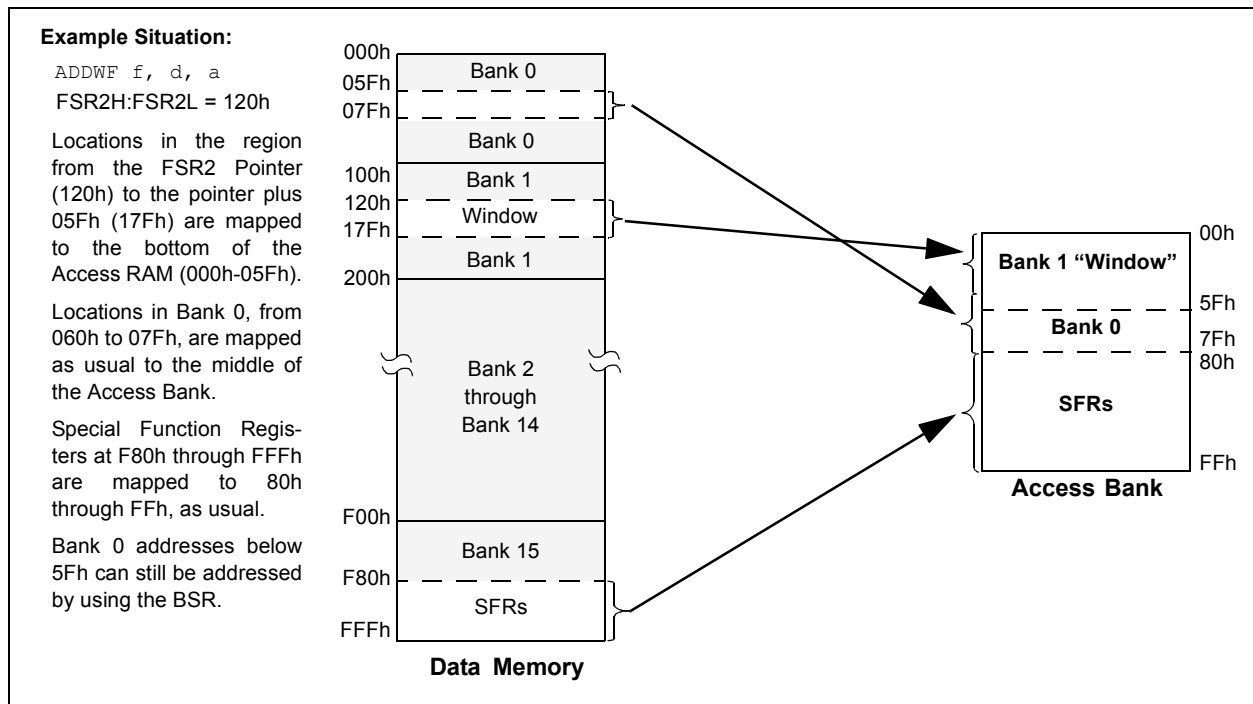 Example Situation:
ADDWF f, d, a
FSR2H:FSR2L = 120h
Locations in the region
from the FSR2 Pointer
(120h) to the pointer plus
05Fh (17Fh) are mapped
to the bottom of the
Access RAM (000h-05Fh).
Locations in Bank 0, from
060h to 07Fh, are mapped
as usual to the middle of
the Access Bank.
Special Function Regis-
ters at F80h through FFFh
are mapped to 80h
through FFh, as usual.
Bank 0 addresses below
5Fh can still be addressed
by using the BSR.
000h
05Fh
07Fh
100h
120h
17Fh
200h
F00h
F80h
FFFh
Bank 0
Bank 0
Bank 1
Window
Bank 1
Bank 2
through
Bank 14
Bank 15
SFRs
Data Memory
00h
Bank 1 “Window”
5Fh
Bank 0
7Fh
80h
SFRs
FFh
Access Bank